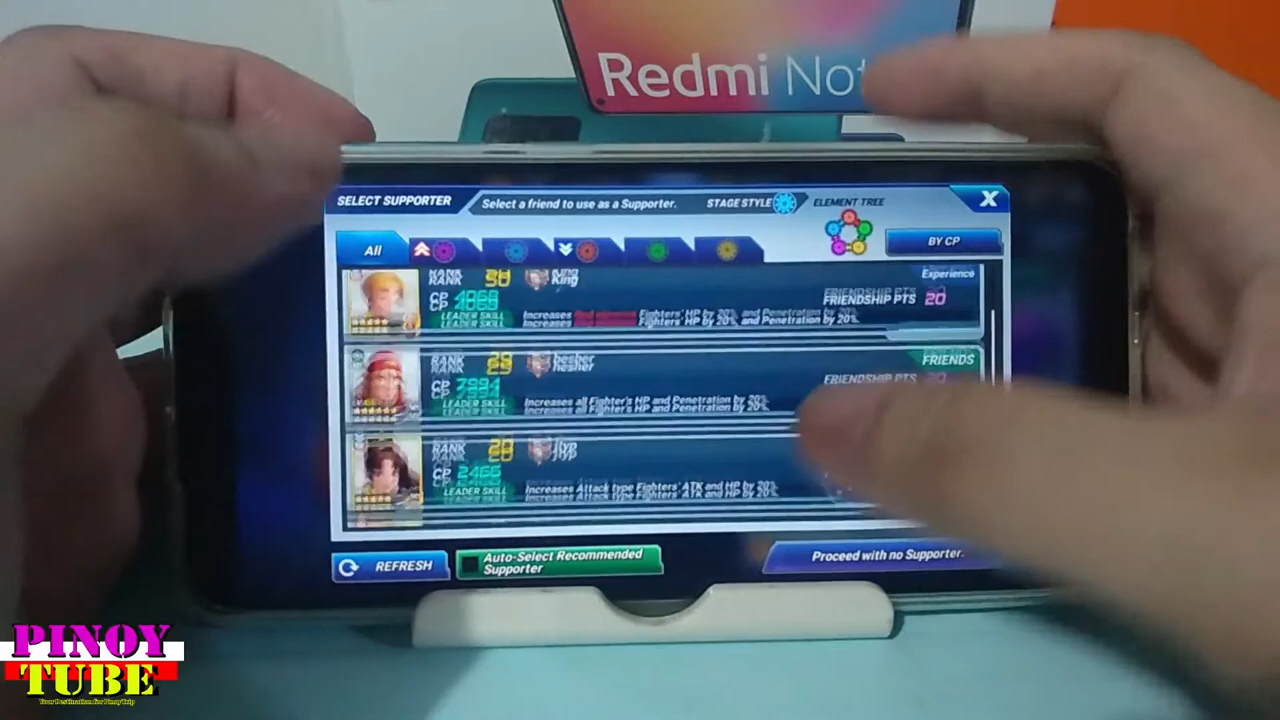 Redmi Not
SELECT SUPPORTER
Select a friend to use as a Supporter.
STAGE STYLE
ELEMENT TREE
All
BY CP
RANK
King
Experience
CP
FRIENDSHIP PTS 20
LEADER SKILL
Increases
Fighters' HP by 20% and Penetration by 20%.
RANK 29
hesher
FRIENDS
CP 7994
FRIENDSHIP PTS
LEADER SKILL
Increases all Fighter's HP and Penetration by 20%.
RANK 20
CP 2466
LEADER SKILL
Increases Attack type Fighters' ATK and HP by 20%.
REFRESH
Auto-Select Recommended
Supporter
Proceed with no Supporter.
PINOY
TUBE